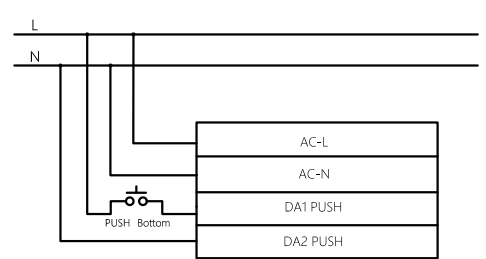 L
N
AC-L
AC-N
DA1 PUSH
PUSH Bottom
DA2 PUSH